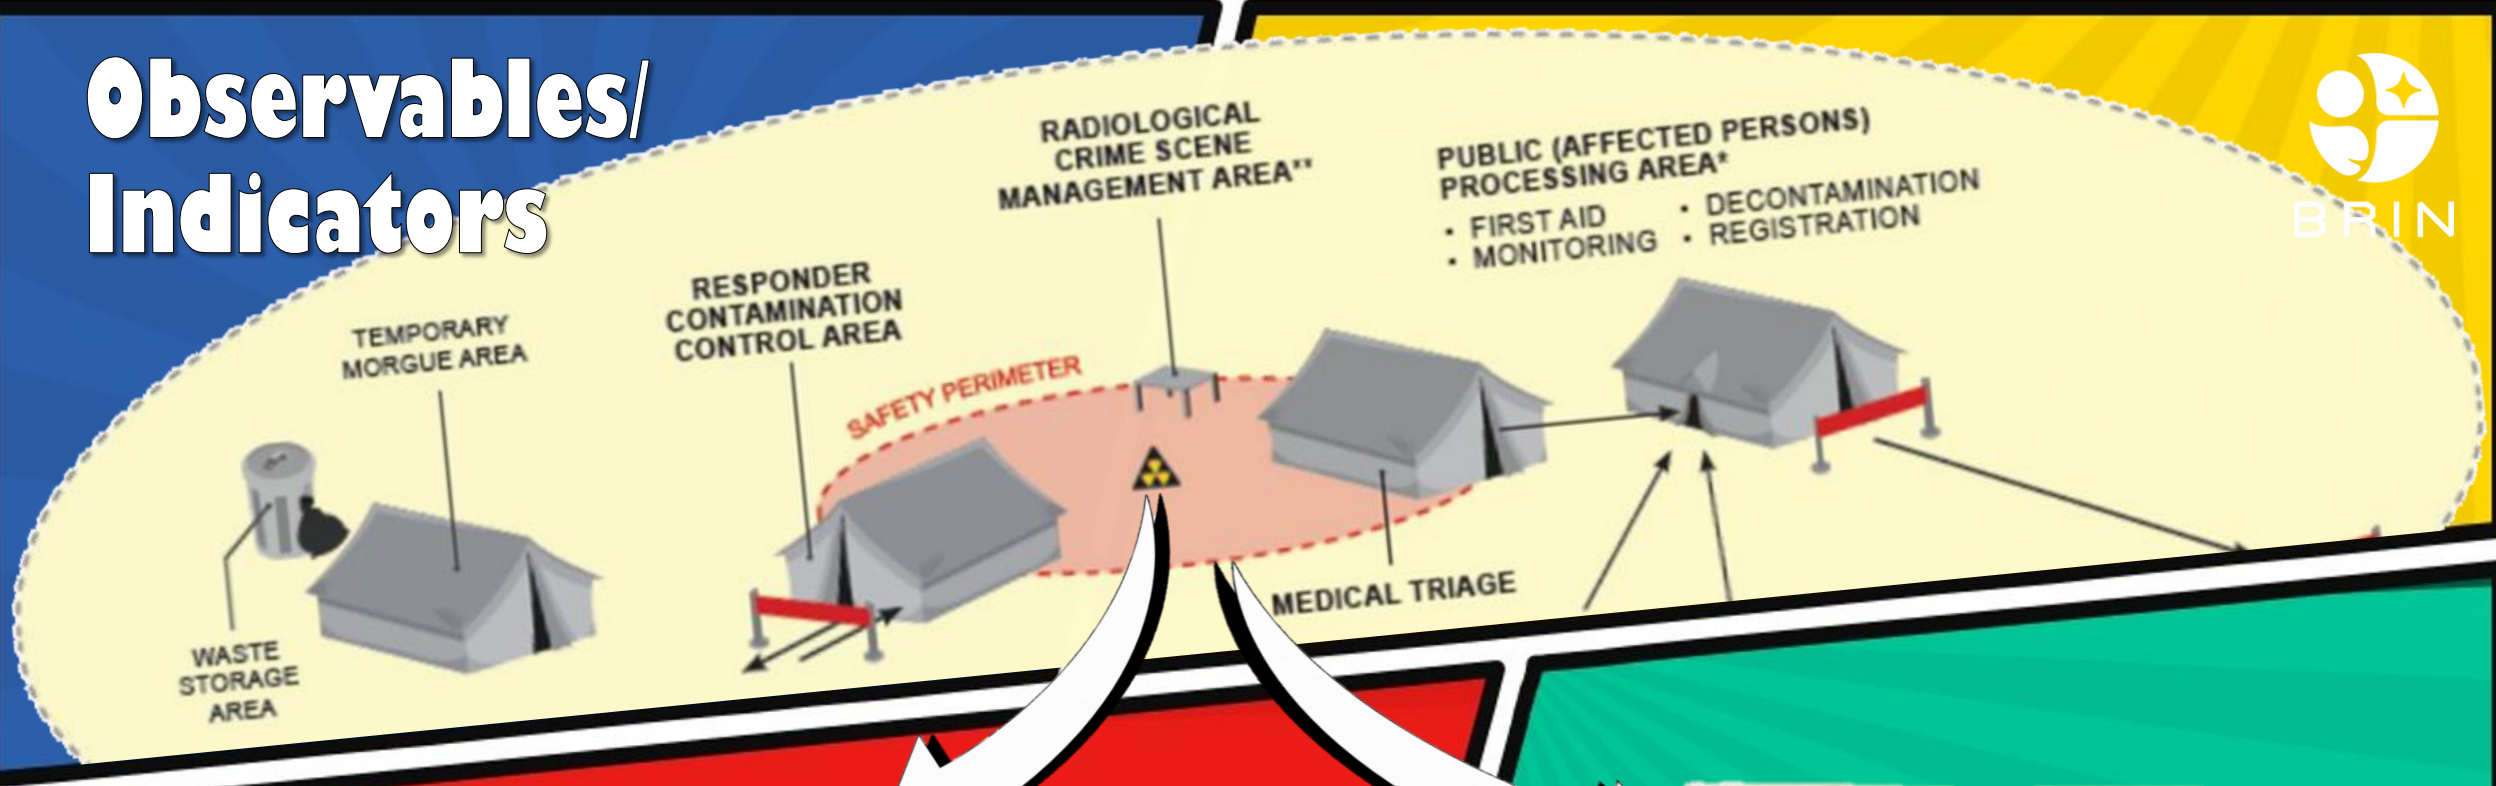 Observables/
Indicators
RADIOLOGICAL
CRIME SCENE
MANAGEMENT AREA**
PUBLIC (AFFECTED PERSONS)
PROCESSING AREA*
• FIRST AID
• MONITORING
• DECONTAMINATION
• REGISTRATION
BRIN
RESPONDER
CONTAMINATION
CONTROL AREA
TEMPORARY
MORGUE AREA
SAFETY PERIMETER
MEDICAL TRIAGE
WASTE
STORAGE
AREA